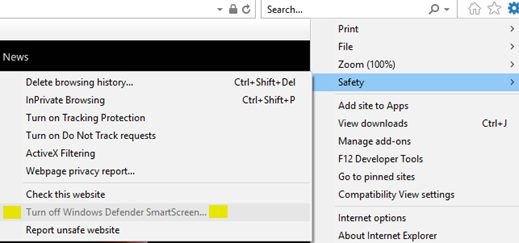 Search...
Print
File
Zoom (100%)
Safety
Add site to Apps
View downloads Ctrl+J
Manage add-ons
F12 Developer Tools
Go to pinned sites
Compatibility View settings
Internet options
About Internet Explorer
News
Delete browsing history... Ctrl+Shift+Del
InPrivate Browsing Ctrl+Shift+P
Turn on Tracking Protection
Turn on Do Not Track requests
ActiveX Filtering
Webpage privacy report...
Check this website
Turn off Windows Defender SmartScreen...
Report unsafe website